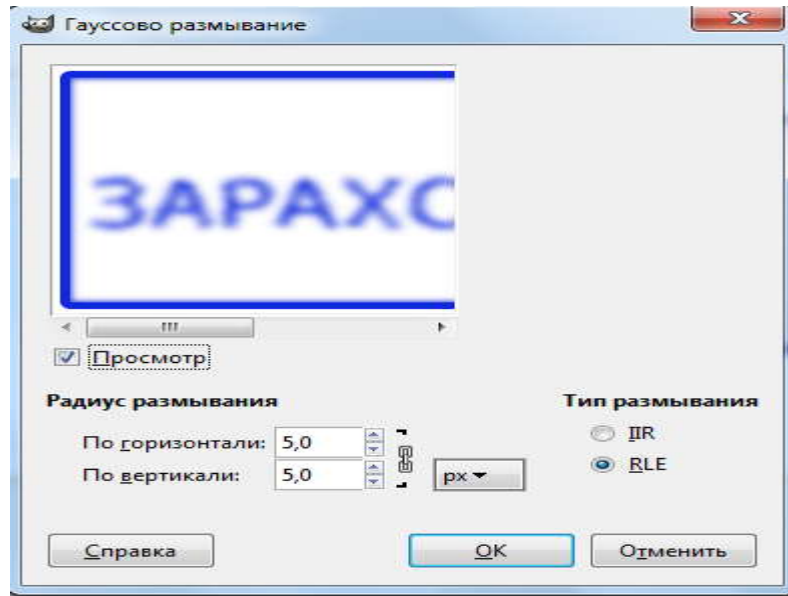 Гауссово размывание
ЗАРАХО
Просмотр
Радиус размывания
Тип размывания
По горизонтали: 5,0
IIR
По вертикали: 5,0
px
RLE
Справка
OK
Отменить